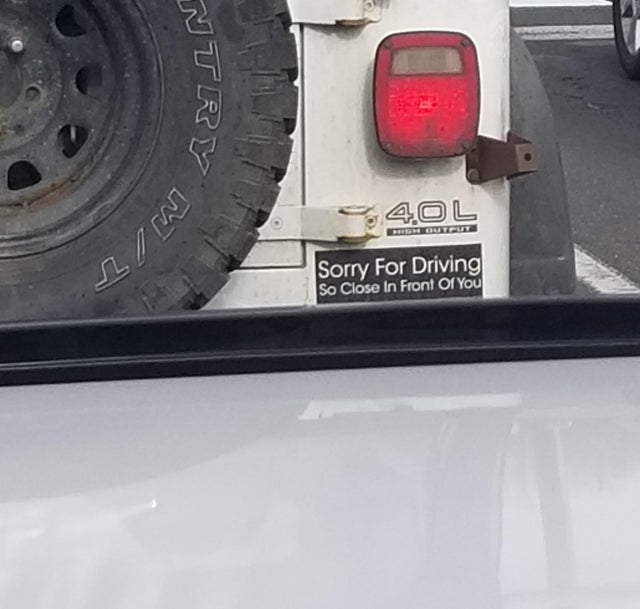 NTRY M/T
4.0L
HIGH OUTPUT
Sorry For Driving
So Close In Front Of You